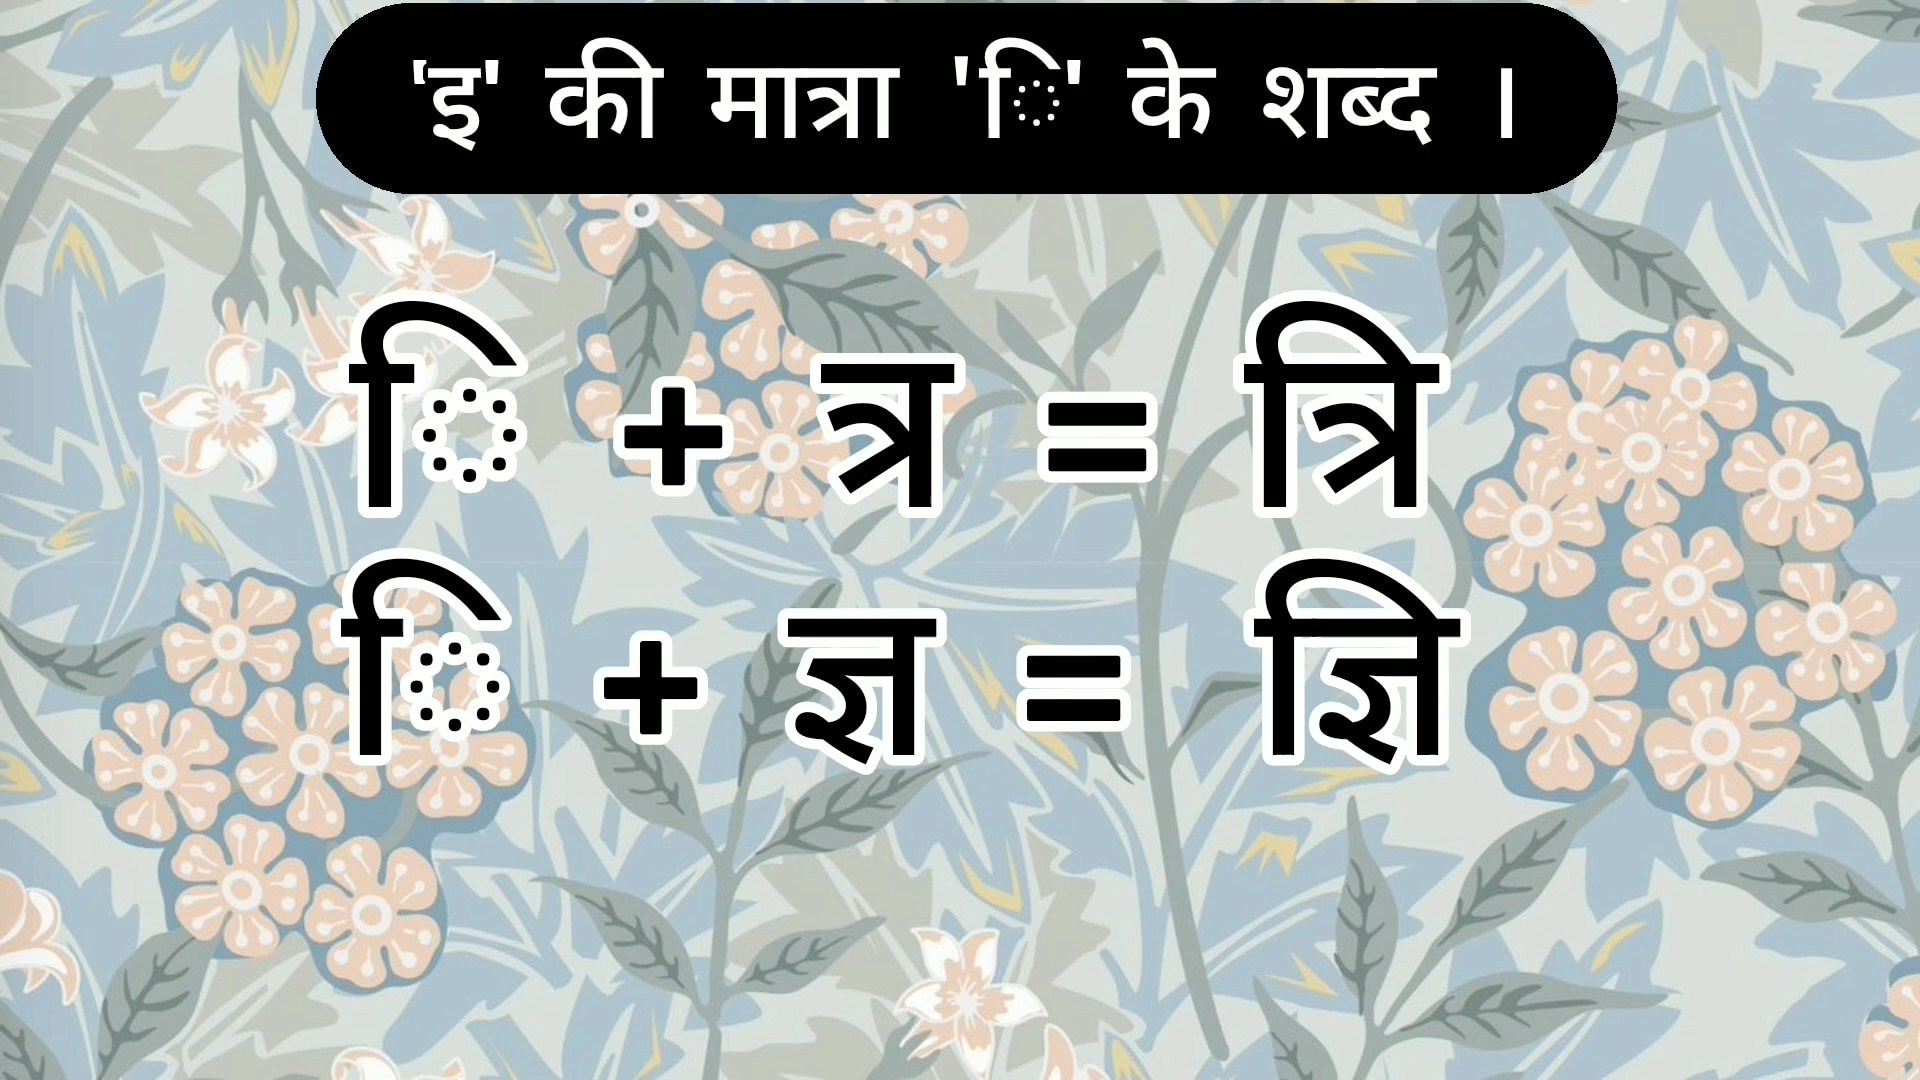 'इ' की मात्रा 'ि' के शब्द ।
ि + त्र = त्रि
ि + ज्ञ = ज्ञि